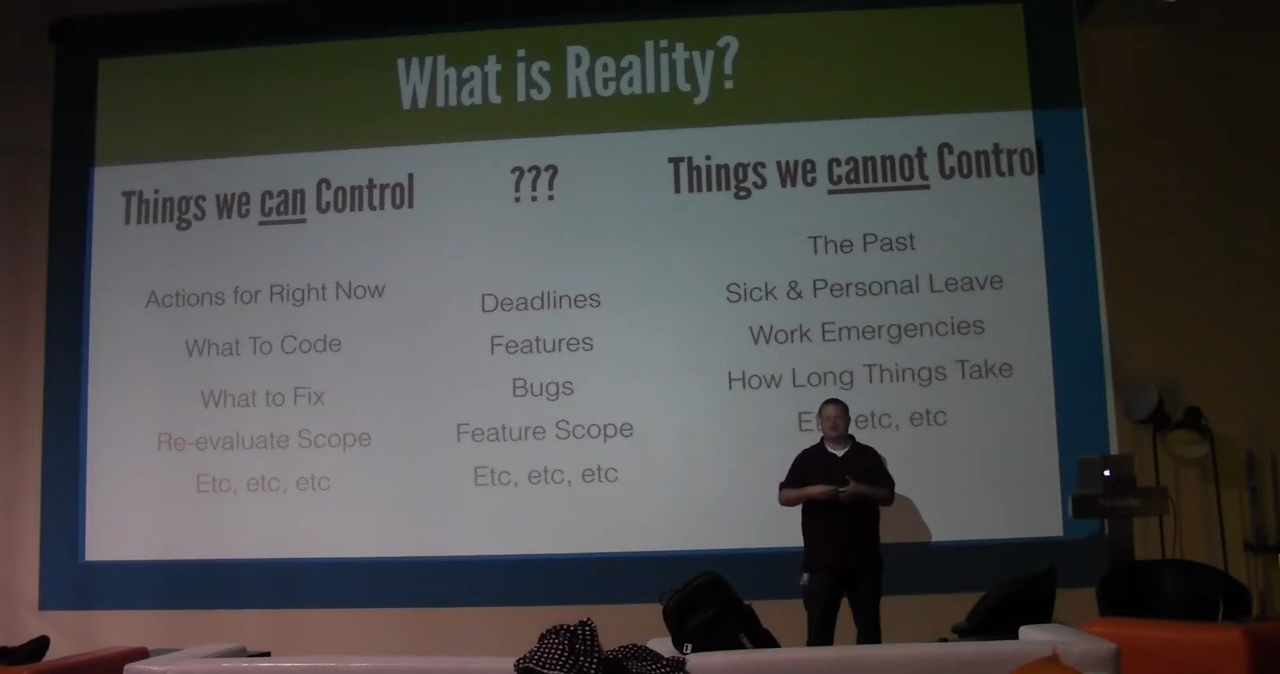 What is Reality?
Things we can Control
Actions for Right Now
What To Code
What to Fix
Re-evaluate Scope
Etc, etc, etc
???
Deadlines
Features
Bugs
Feature Scope
Etc, etc, etc
Things we cannot Control
The Past
Sick & Personal Leave
Work Emergencies
How Long Things Take
etc, etc